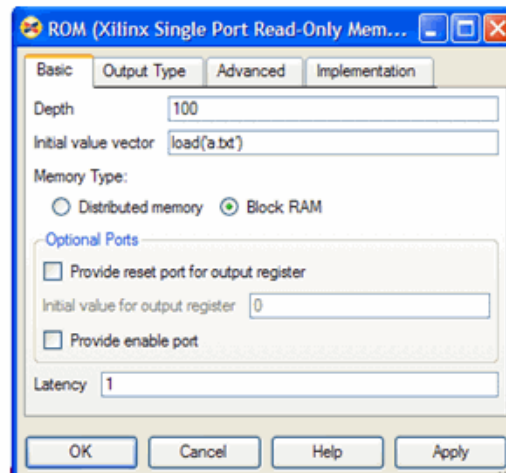 ROM (Xilinx Single Port Read-Only Mem...
Basic Output Type Advanced Implementation
Depth 100
Initial value vector load('a.txt')
Memory Type:
Distributed memory Block RAM
Optional Ports
Provide reset port for output register
Initial value for output register 0
Provide enable port
Latency 1
OK Cancel Help Apply